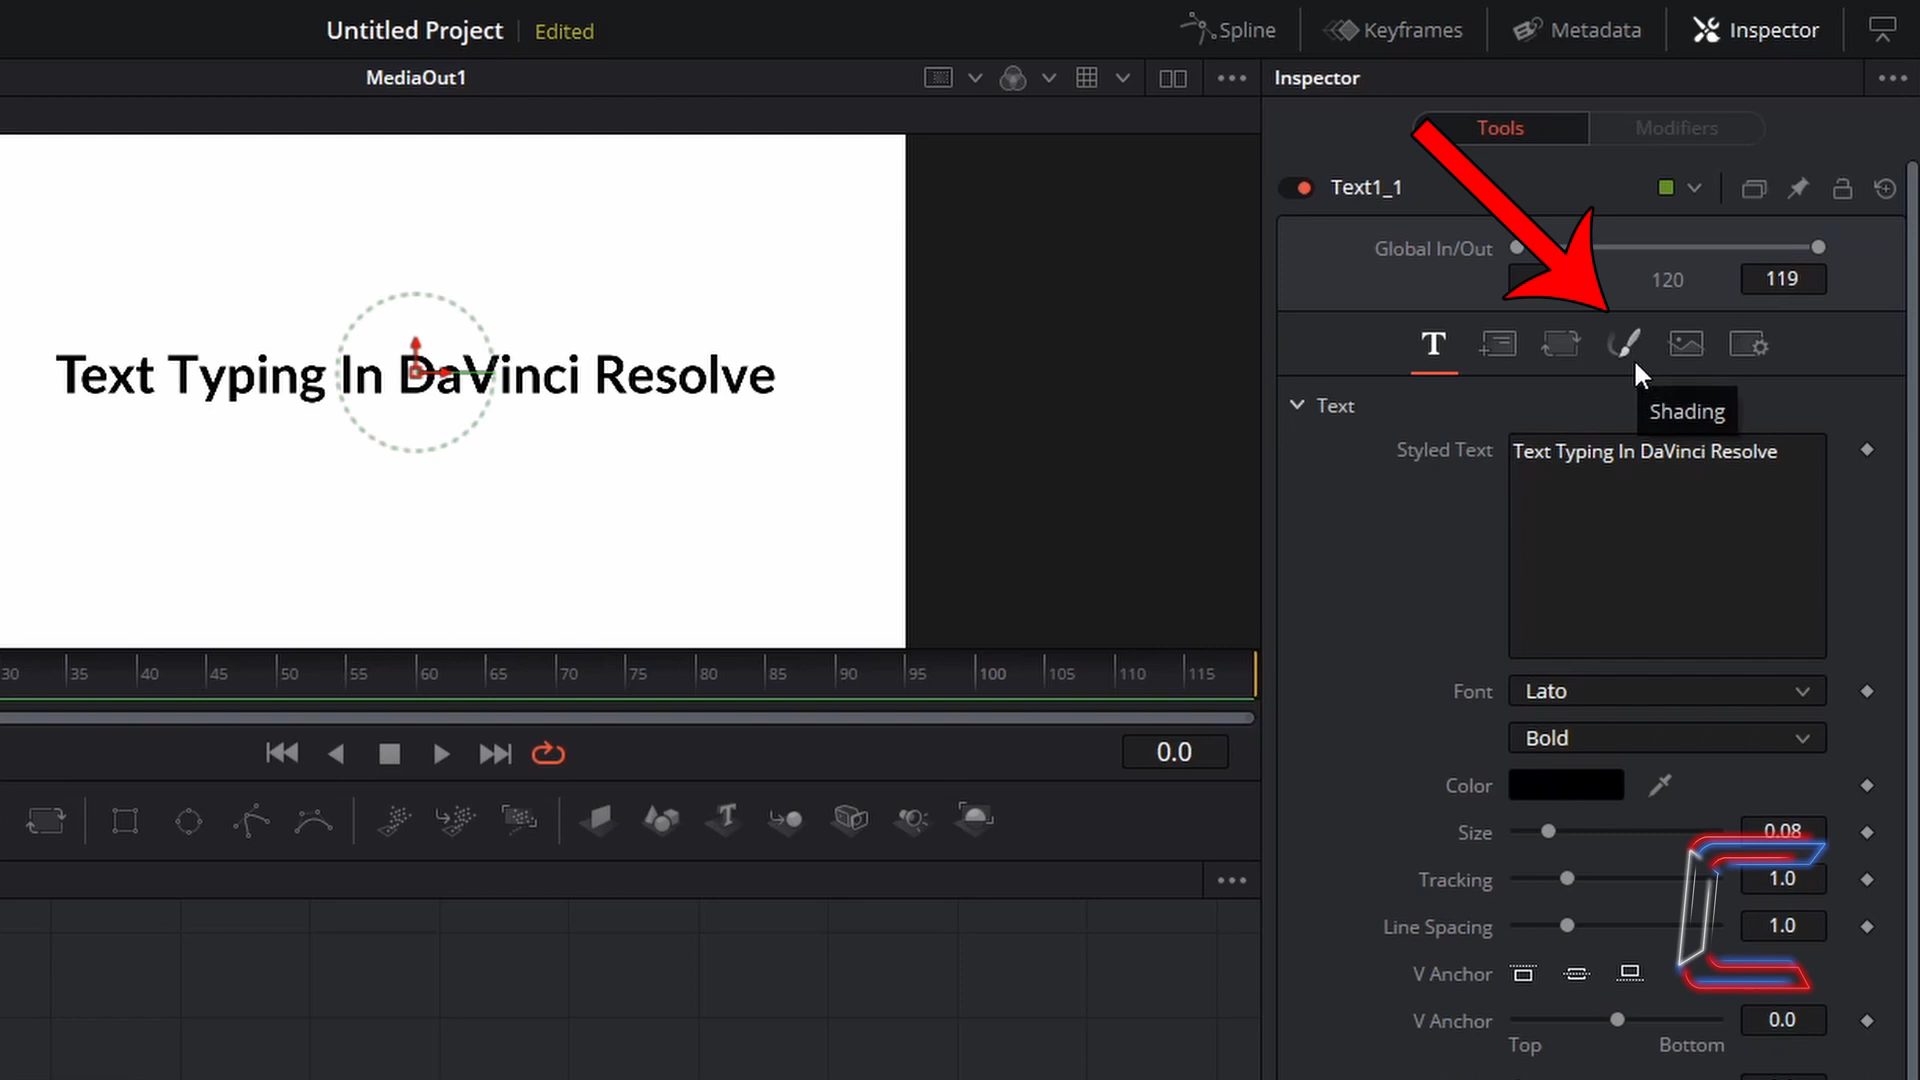 Untitled Project
Edited
Spline
Keyframes
Metadata
Inspector
MediaOut1
Inspector
Tools
Modifiers
Text1_1
Global In/Out
120
119
T
Shading
Text
Text Typing In DaVinci Resolve
Styled Text
Text Typing In DaVinci Resolve
30 35 40 45 50 55 60 65 70 75 80 85 90 95 100 105 110 115
Font
Lato
Bold
0.0
Color
Size
0.08
Tracking
1.0
Line Spacing
1.0
V Anchor
V Anchor
0.0
Top
Bottom